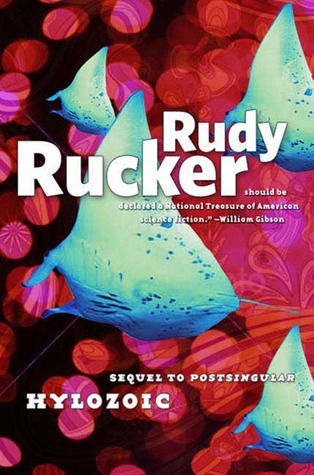 Rudy
Rucker
should be
declared a National Treasure of American
science fiction." —William Gibson
SEQUEL TO POSTSINGULAR
HYLOZOIC